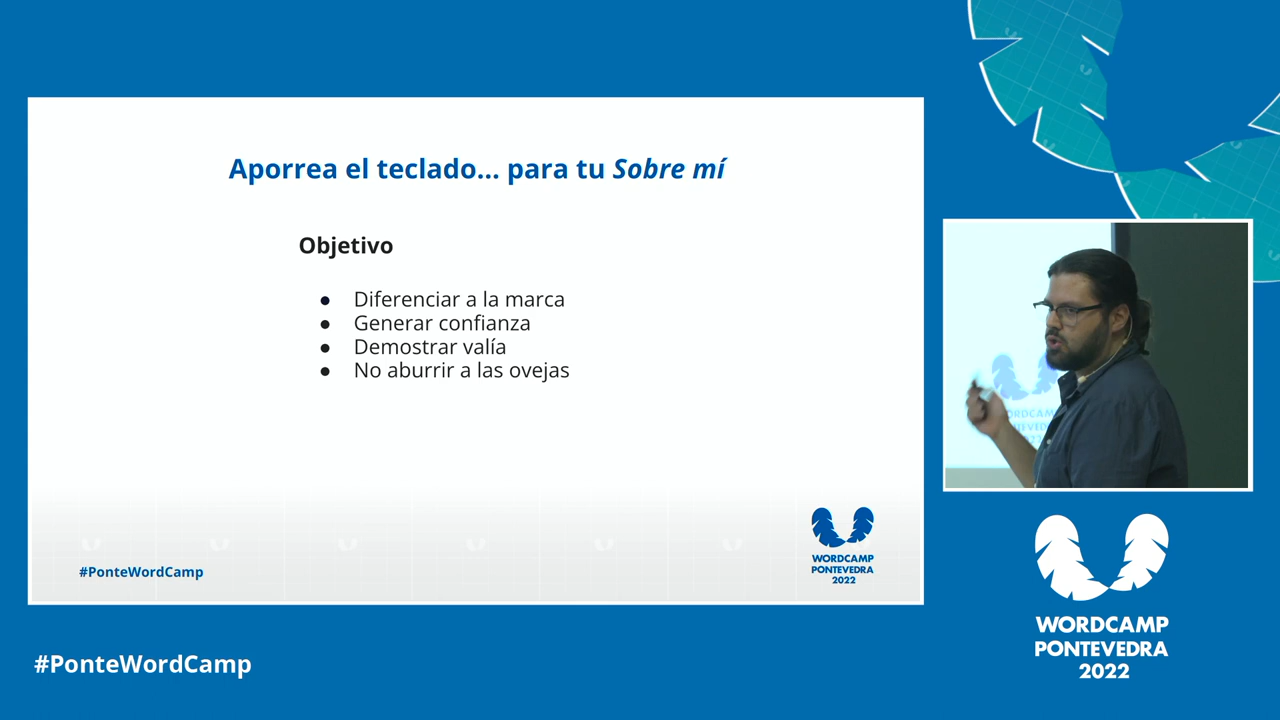 Aporrea el teclado... para tu Sobre mí
Objetivo
● Diferenciar a la marca
● Generar confianza
● Demostrar valía
● No aburrir a las ovejas
#PonteWordCamp
WORDCAMP
PONTEVEDRA
2022
#PonteWordCamp
WORDCAMP
PONTEVEDRA
2022